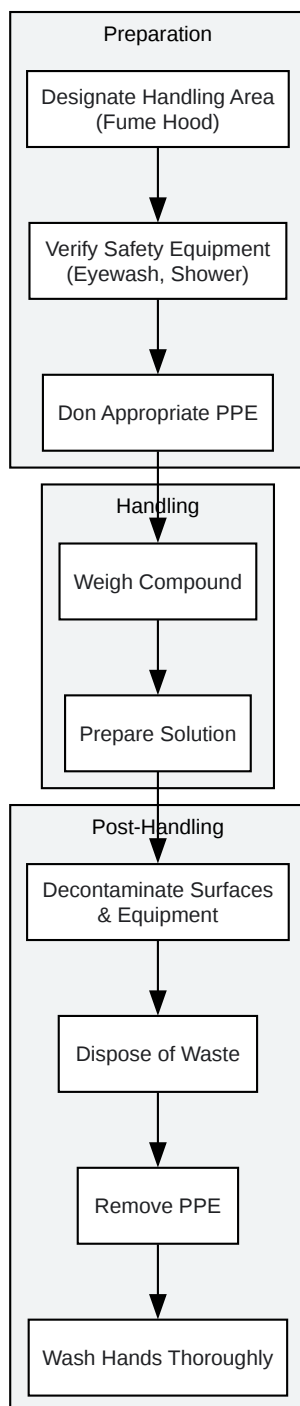 Preparation
Designate Handling Area
(Fume Hood)
Verify Safety Equipment
(Eyewash, Shower)
Don Appropriate PPE
Handling
Weigh Compound
Prepare Solution
Post-Handling
Decontaminate Surfaces
& Equipment
Dispose of Waste
Remove PPE
Wash Hands Thoroughly